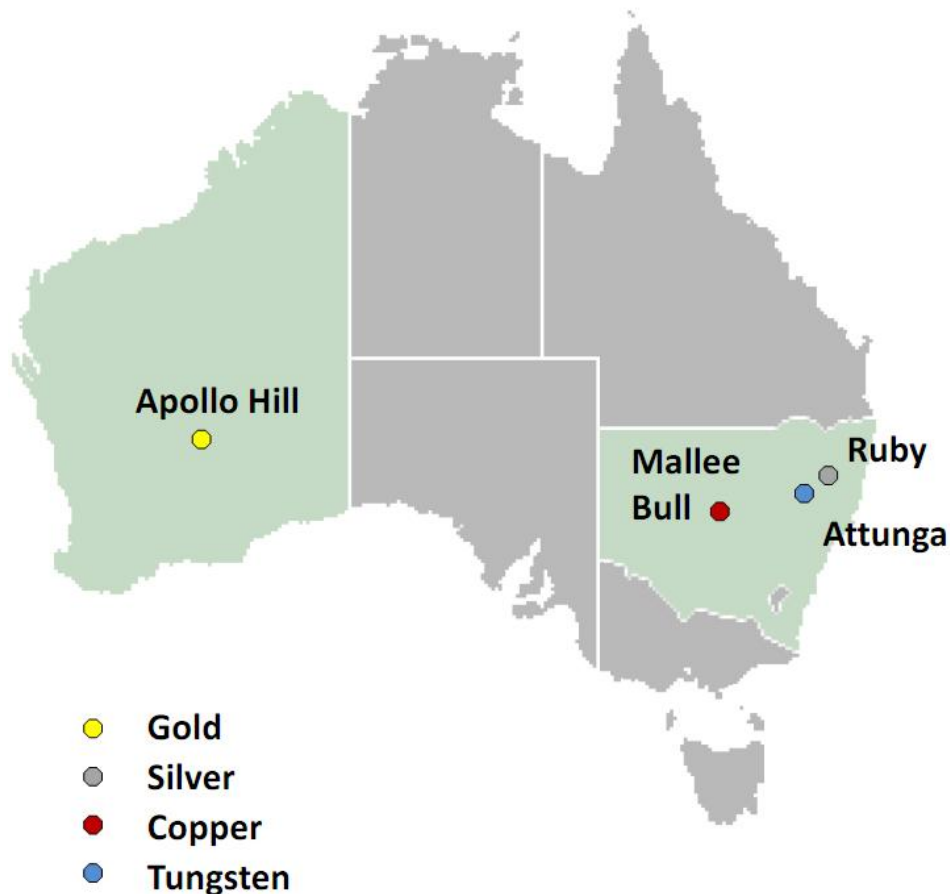 Apollo Hill
Mallee
Bull
Ruby
Attunga
Gold
Silver
Copper
Tungsten